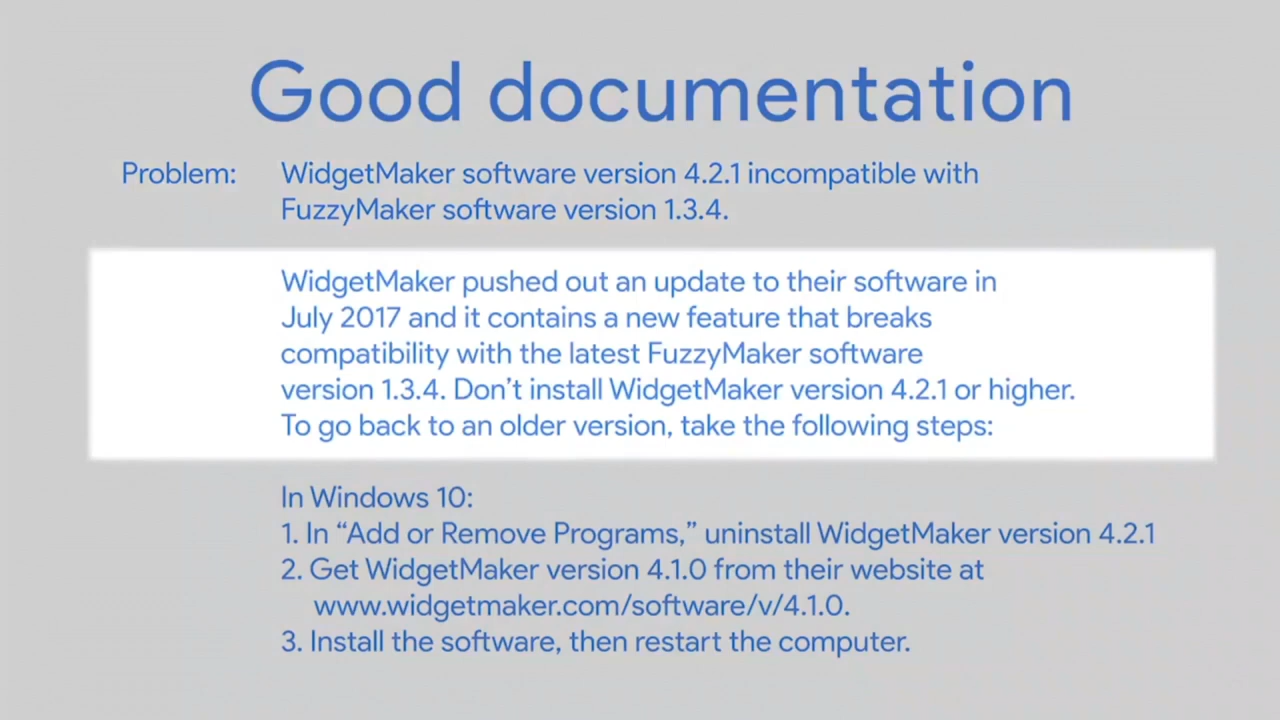 Good documentation
Problem: WidgetMaker software version 4.2.1 incompatible with
FuzzyMaker software version 1.3.4.
WidgetMaker pushed out an update to their software in
July 2017 and it contains a new feature that breaks
compatibility with the latest FuzzyMaker software
version 1.3.4. Don’t install WidgetMaker version 4.2.1 or higher.
To go back to an older version, take the following steps:
In Windows 10:
1. In “Add or Remove Programs,” uninstall WidgetMaker version 4.2.1
2. Get WidgetMaker version 4.1.0 from their website at
www.widgetmaker.com/software/v/4.1.0.
3. Install the software, then restart the computer.